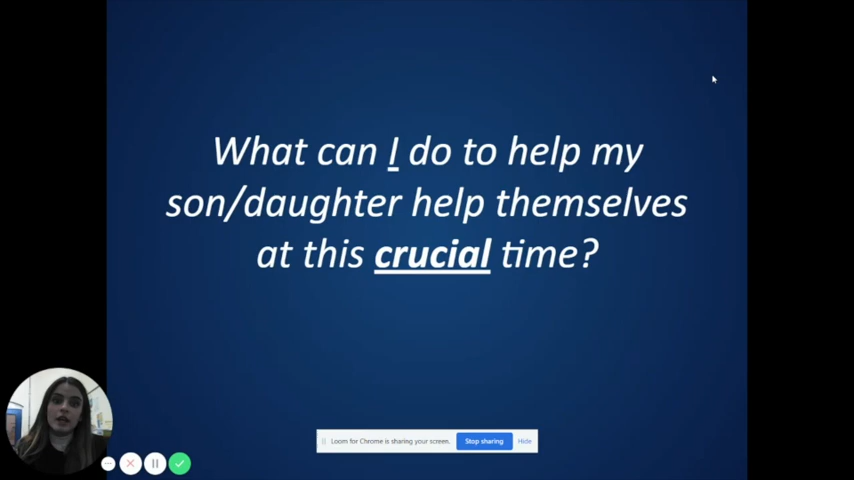 What can I do to help my
son/daughter help themselves
at this crucial time?
Loom for Chrome is sharing your screen.
Stop sharing
Hide